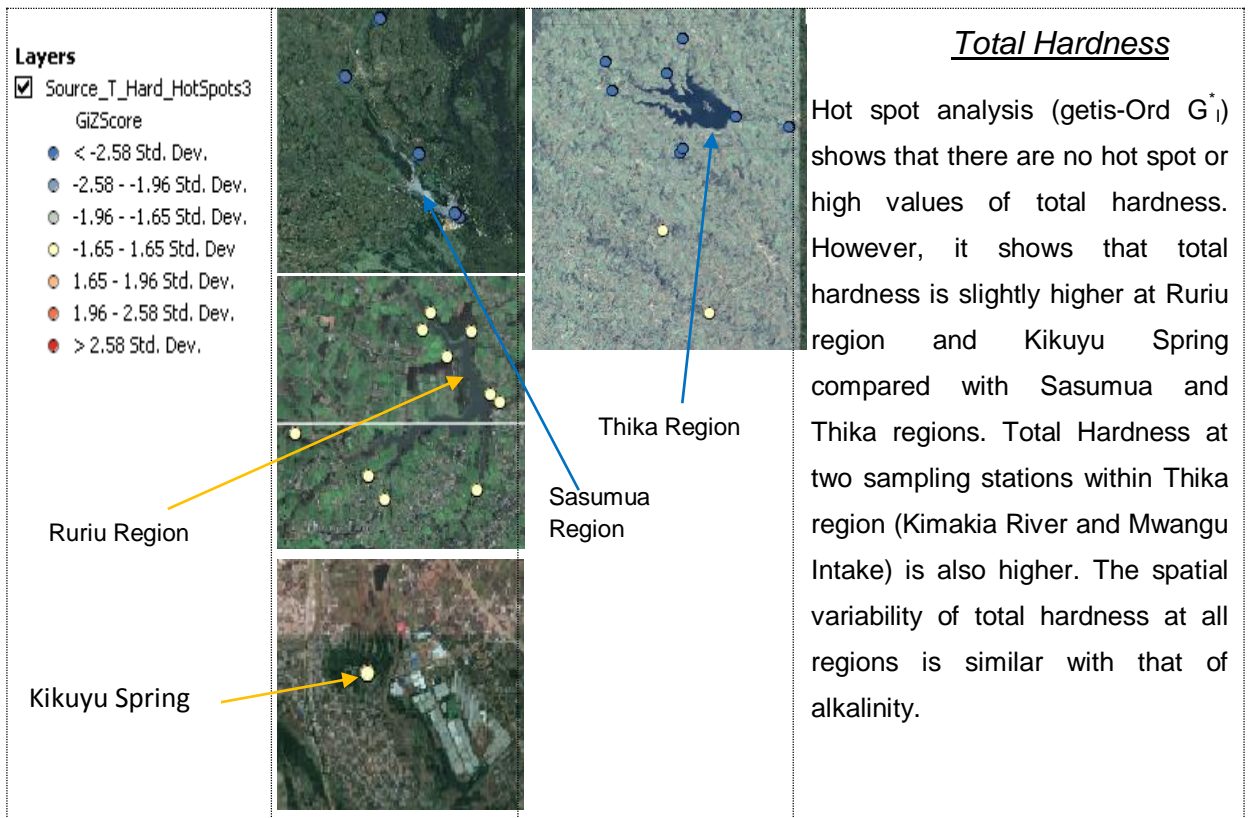 Layers
Source_T_Hard_HotSpots3
GiZScore
< -2.58 Std. Dev.
-2.58 - -1.96 Std. Dev.
-1.96 - -1.65 Std. Dev.
-1.65 - 1.65 Std. Dev
1.65 - 1.96 Std. Dev.
1.96 - 2.58 Std. Dev.
> 2.58 Std. Dev.
Ruriu Region
Kikuyu Spring
Sasumua
Region
Thika Region
Total Hardness
Hot spot analysis (getis-Ord G*I)
shows that there are no hot spot or
high values of total hardness.
However, it shows that total
hardness is slightly higher at Ruriu
region and Kikuyu Spring
compared with Sasumua and
Thika regions. Total Hardness at
two sampling stations within Thika
region (Kimakia River and Mwangu
Intake) is also higher. The spatial
variability of total hardness at all
regions is similar with that of
alkalinity.